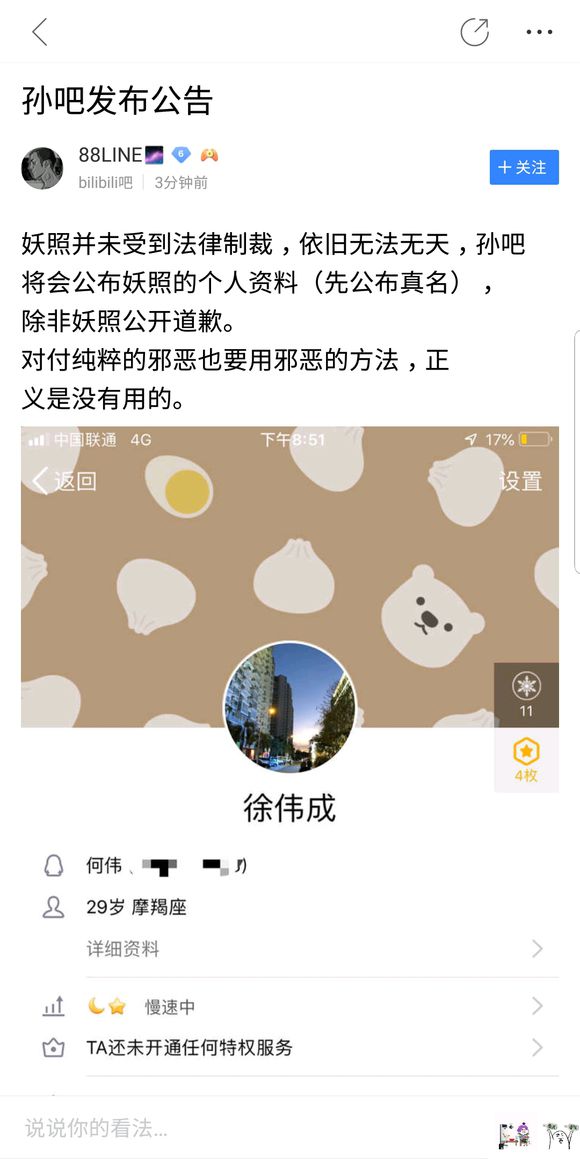 孙吧发布公告
88LINE 6
bilibili吧 3分钟前
关注
妖照并未受到法律制裁，依旧无法无天，孙吧
将会公布妖照的个人资料（先公布真名），
除非妖照公开道歉。
对付纯粹的邪恶也要用邪恶的方法，正
义是没有用的。
中国联通 4G 下午8:51 17%
返回 设置
11
4枚
徐伟成
何伟
29岁 摩羯座
详细资料
慢速中
TA还未开通任何特权服务
说说你的看法...